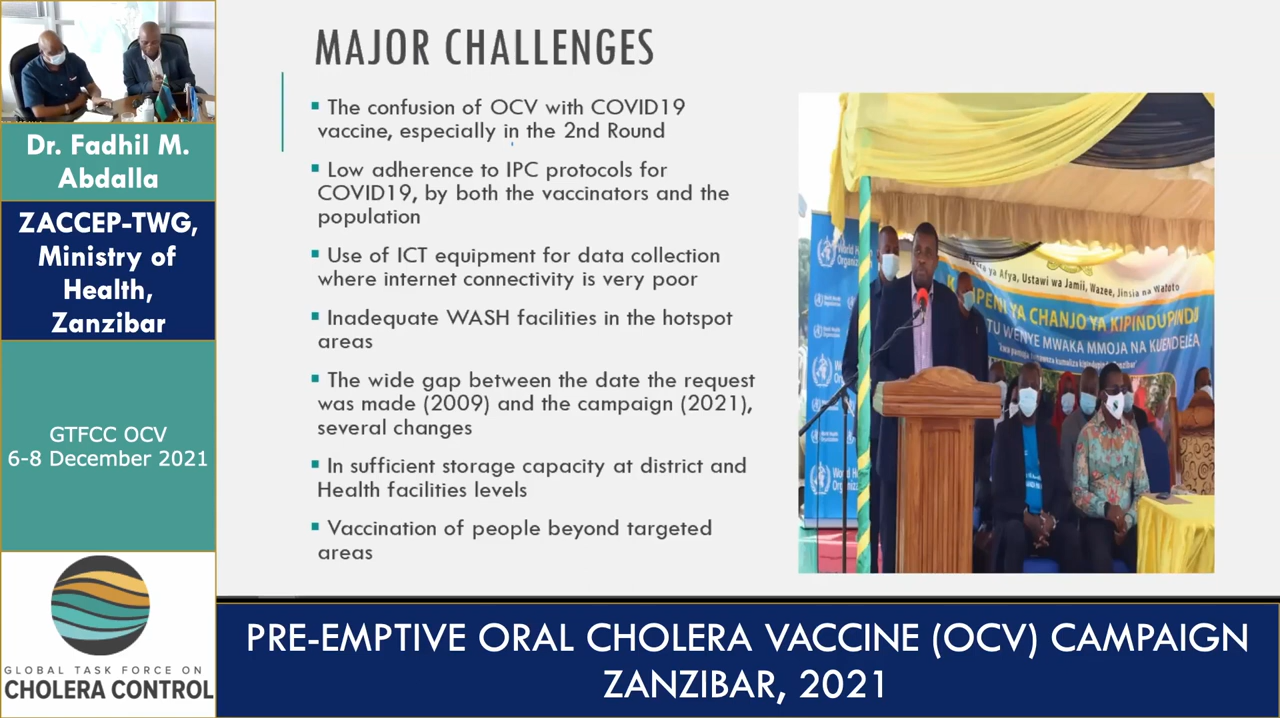 MAJOR CHALLENGES
The confusion of OCV with COVID19
vaccine, especially in the 2nd Round
Low adherence to IPC protocols for
COVID19, by both the vaccinators and the
population
Use of ICT equipment for data collection
where internet connectivity is very poor
Inadequate WASH facilities in the hotspot
areas
The wide gap between the date the request
was made (2009) and the campaign (2021),
several changes
In sufficient storage capacity at district and
Health facilities levels
Vaccination of people beyond targeted
areas
Dr. Fadhil M.
Abdalla
ZACCEP-TWG,
Ministry of
Health,
Zanzibar
GTFCC OCV
6-8 December 2021
GLOBAL TASK FORCE ON
CHOLERA CONTROL
World Health
Organiza
ya Afya, Ustawi wa Jamii, Wazee, Jinsia na Watoto
YA CHANJO YA KIPINDUPINDU
WENYE MWAKA MMOJA NA KUENDELEA
PRE-EMPTIVE ORAL CHOLERA VACCINE (OCV) CAMPAIGN
ZANZIBAR, 2021